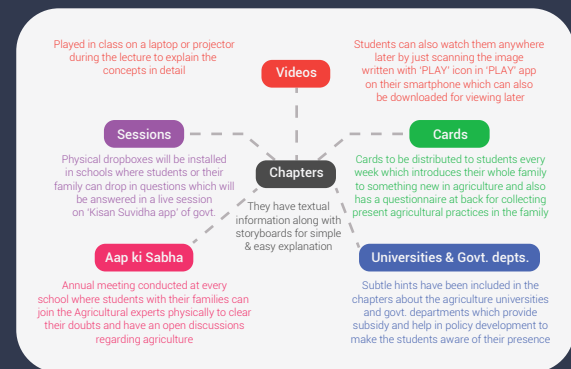 Played in class on a laptop or projector
during the lecture to explain the
concepts in detail
Videos
Students can also watch them anywhere
later by just scanning the image
written with ‘PLAY’ icon in ‘PLAY’ app
on their smartphone which can also
be downloaded for viewing later
Sessions
Physical dropboxes will be installed
in schools where students or their
family can drop in questions which will
be answered in a live session
on ‘Kisan Suvidha app’ of govt.
Chapters
They have textual
information along with
storyboards for simple
& easy explanation
Cards
Cards to be distributed to students every
week which introduces their whole family
to something new in agriculture and also
has a questionnaire at back for collecting
present agricultural practices in the family
Aap ki Sabha
Annual meeting conducted at every
school where students with their families can
join the Agricultural experts physically to clear
their doubts and have an open discussions
regarding agriculture
Universities & Govt. depts.
Subtle hints have been included in the
chapters about the agriculture universities
and govt. departments which provide
subsidy and help in policy development to
make the students aware of their presence